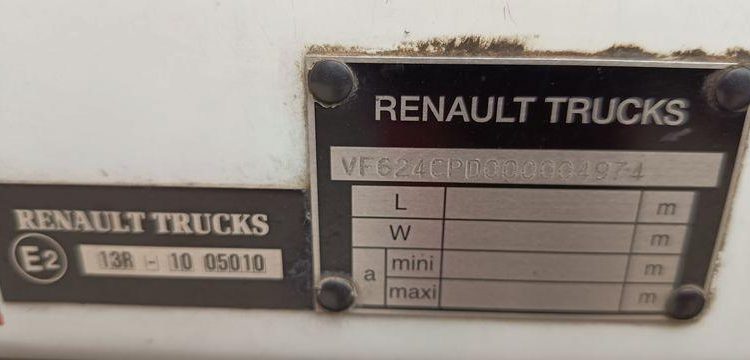 RENAULT TRUCKS
E2 13R - 10 05010
RENAULT TRUCKS
VF624CPD000004974
L m
W m
a mini m
maxi m